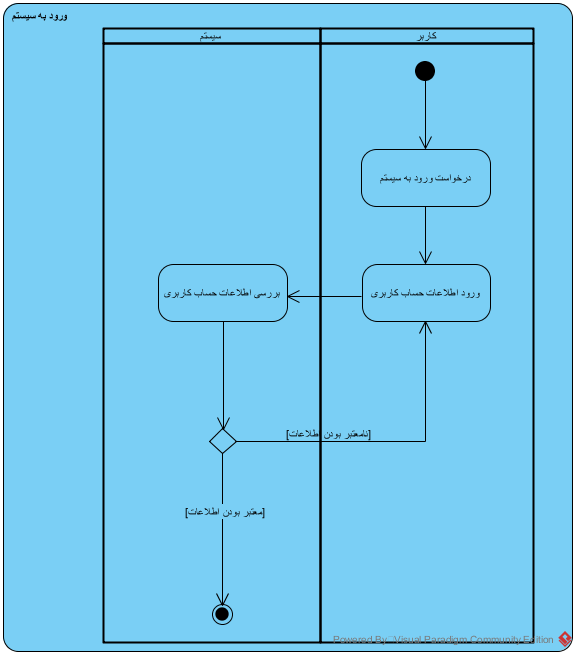 ورود به سیستم
کاربر
سیستم
درخواست ورود به سیستم
ورود اطلاعات حساب کاربری
بررسی اطلاعات حساب کاربری
[نامعتبر بودن اطلاعات]
[معتبر بودن اطلاعات]
Powered By Visual Paradigm Community Edition